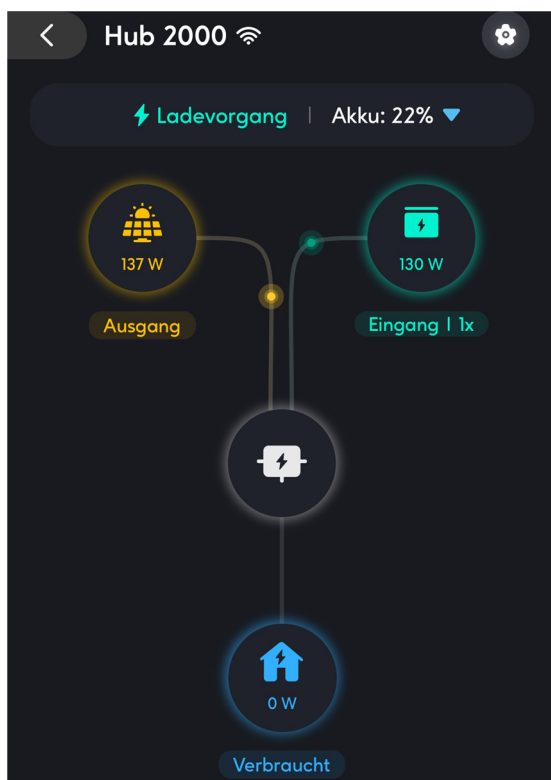 Hub 2000
Ladevorgang | Akku: 22%
137 W
130 W
Ausgang
Eingang | 1x
0 W
Verbraucht